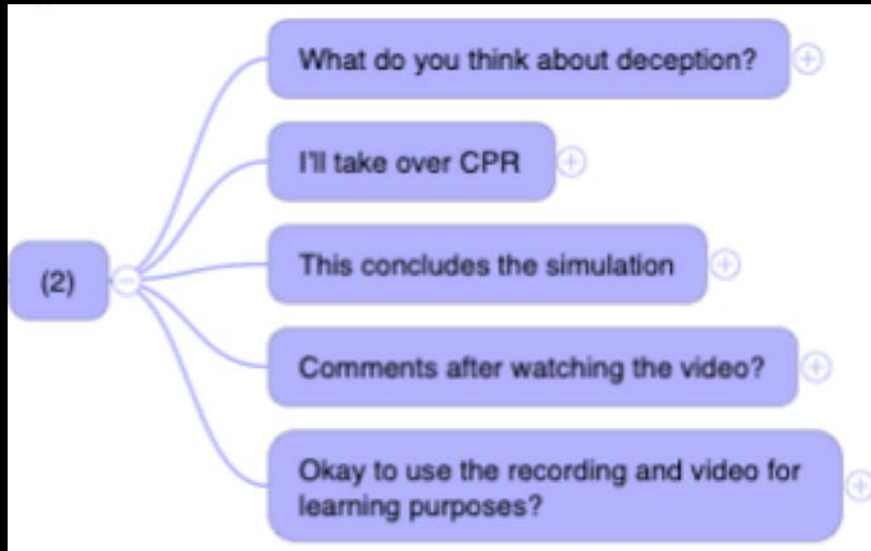 What do you think about deception?
I'll take over CPR
(2)
This concludes the simulation
Comments after watching the video?
Okay to use the recording and video for
learning purposes?